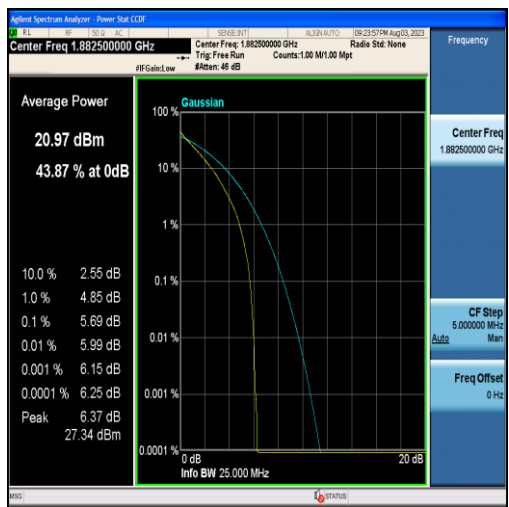 Agilent Spectrum Analyzer - Power Stat CCDF
RL RF 50 Ω AC SENSE:INT ALIGN AUTO 09:23:57 PM Aug 03, 2023
Center Freq 1.882500000 GHz
Center Freq: 1.882500000 GHz Radio Std: None
Trig: Free Run Counts:1.00 M/1.00 Mpt
#IFGain:Low #Atten: 46 dB
Frequency
Average Power
20.97 dBm
43.87 % at 0dB
10.0 % 2.55 dB
1.0 % 4.85 dB
0.1 % 5.69 dB
0.01 % 5.99 dB
0.001 % 6.15 dB
0.0001 % 6.25 dB
Peak 6.37 dB
27.34 dBm
Gaussian
100 %
10 %
1 %
0.1 %
0.01 %
0.001 %
0.0001 %
0 dB 20 dB
Info BW 25.000 MHz
Center Freq
1.882500000 GHz
CF Step
5.000000 MHz
Auto Man
Freq Offset
0 Hz
MSG STATUS